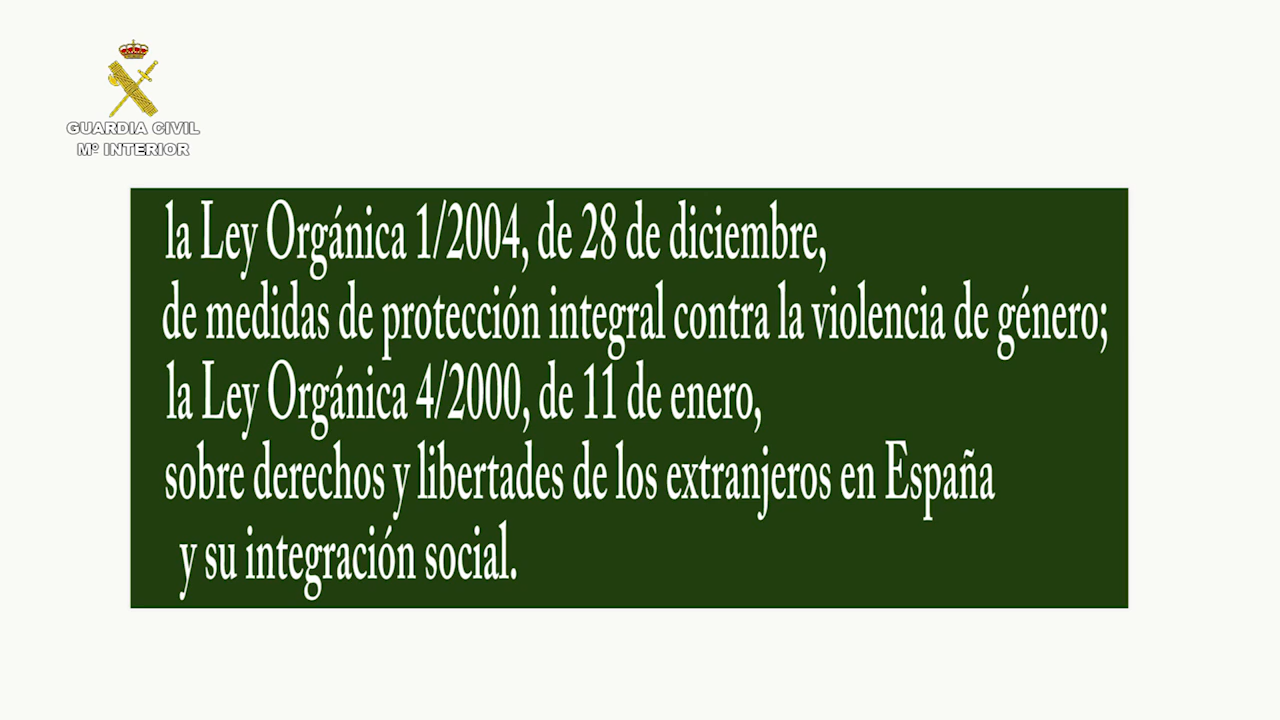 GUARDIA CIVIL
Mº INTERIOR
la Ley Orgánica 1/2004, de 28 de diciembre,
de medidas de protección integral contra la violencia de género;
la Ley Orgánica 4/2000, de 11 de enero,
sobre derechos y libertades de los extranjeros en España
y su integración social.